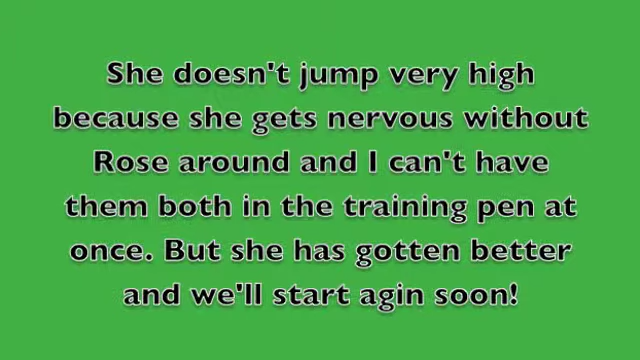 She doesn't jump very high
because she gets nervous without
Rose around and I can't have
them both in the training pen at
once. But she has gotten better
and we'll start agin soon!